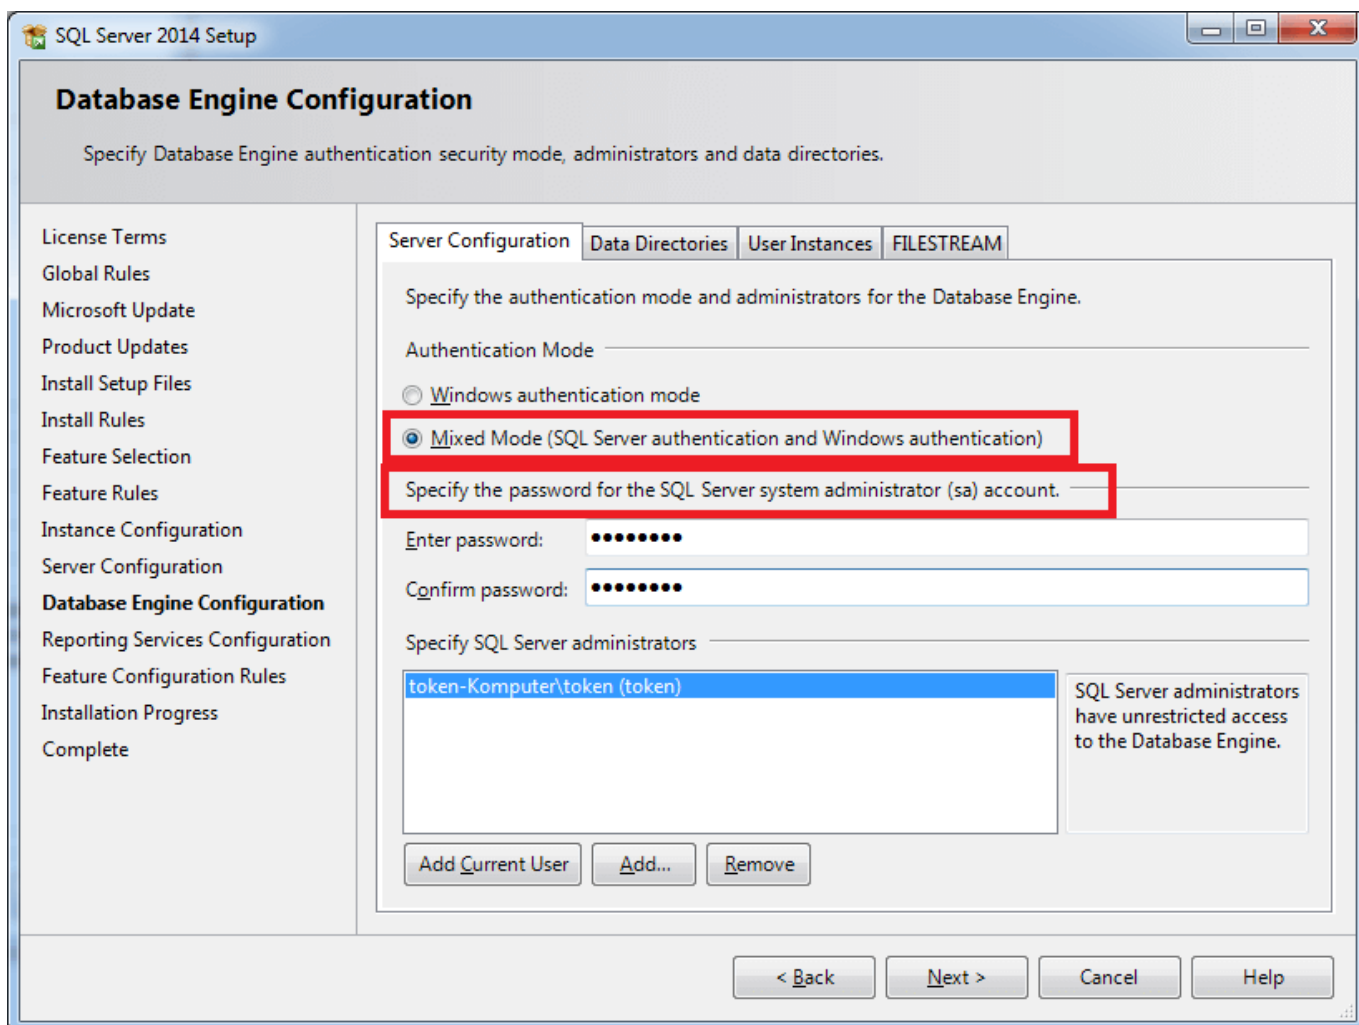 SQL Server 2014 Setup
Database Engine Configuration
Specify Database Engine authentication security mode, administrators and data directories.
License Terms
Global Rules
Microsoft Update
Product Updates
Install Setup Files
Install Rules
Feature Selection
Feature Rules
Instance Configuration
Server Configuration
Database Engine Configuration
Reporting Services Configuration
Feature Configuration Rules
Installation Progress
Complete
Server Configuration Data Directories User Instances FILESTREAM
Specify the authentication mode and administrators for the Database Engine.
Authentication Mode
Windows authentication mode
Mixed Mode (SQL Server authentication and Windows authentication)
Specify the password for the SQL Server system administrator (sa) account.
Enter password: ●●●●●●●●
Confirm password: ●●●●●●●●
Specify SQL Server administrators
token-Komputer\token (token)
SQL Server administrators
have unrestricted access
to the Database Engine.
Add Current User Add... Remove
< Back Next > Cancel Help